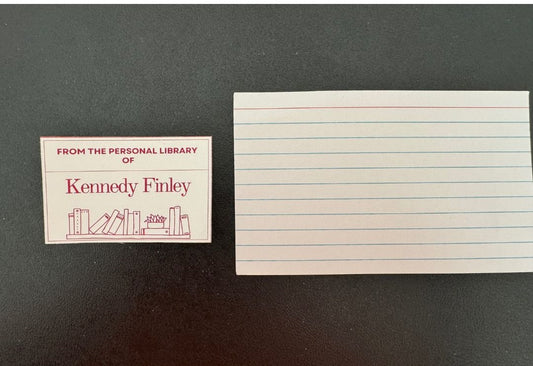 FROM THE PERSONAL LIBRARY
OF
Kennedy Finley